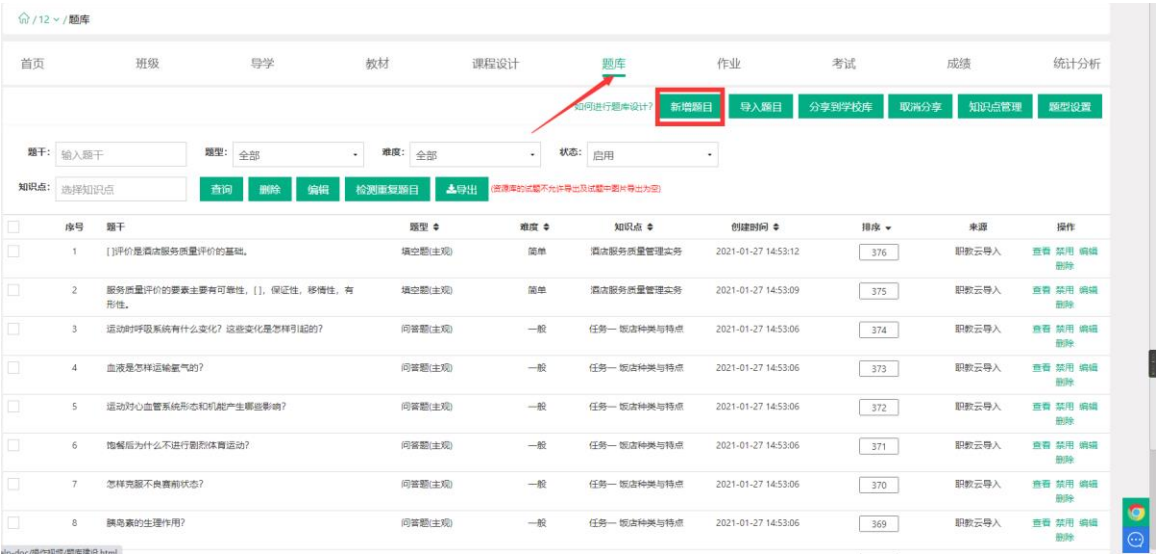 / 12 / 题库
首页 班级 导学 教材 课程设计 题库 作业 考试 成绩 统计分析
如何进行题库设计? 新增题目 导入题目 分享到学校库 取消分享 知识点管理 题型设置
题干: 输入题干 题型: 全部 难度: 全部 状态: 启用
知识点: 选择知识点 查询 删除 编辑 检测重复题目 导出 (资源库的试题不允许导出及试题中图片导出为空)
序号 题干 题型 难度 知识点 创建时间 排序 来源 操作
1 [ ]评价是酒店服务质量评价的基础。 填空题(主观) 简单 酒店服务质量管理实务 2021-01-27 14:53:12 376 职教云导入 查看 禁用 编辑
删除
2 服务质量评价的要素主要有可靠性，[ ]，保证性，移情性，有 填空题(主观) 简单 酒店服务质量管理实务 2021-01-27 14:53:09 375 职教云导入 查看 禁用 编辑
形性。 删除
3 运动时呼吸系统有什么变化？这些变化是怎样引起的？ 问答题(主观) 一般 任务一 饭店种类与特点 2021-01-27 14:53:06 374 职教云导入 查看 禁用 编辑
删除
4 血液是怎样运输氧气的？ 问答题(主观) 一般 任务一 饭店种类与特点 2021-01-27 14:53:06 373 职教云导入 查看 禁用 编辑
删除
5 运动对心血管系统形态和机能产生哪些影响？ 问答题(主观) 一般 任务一 饭店种类与特点 2021-01-27 14:53:06 372 职教云导入 查看 禁用 编辑
删除
6 饱餐后为什么不进行剧烈体育运动？ 问答题(主观) 一般 任务一 饭店种类与特点 2021-01-27 14:53:06 371 职教云导入 查看 禁用 编辑
删除
7 怎样克服不良赛前状态？ 问答题(主观) 一般 任务一 饭店种类与特点 2021-01-27 14:53:06 370 职教云导入 查看 禁用 编辑
删除
8 胰岛素的生理作用？ 问答题(主观) 一般 任务一 饭店种类与特点 2021-01-27 14:53:06 369 职教云导入 查看 禁用 编辑
删除